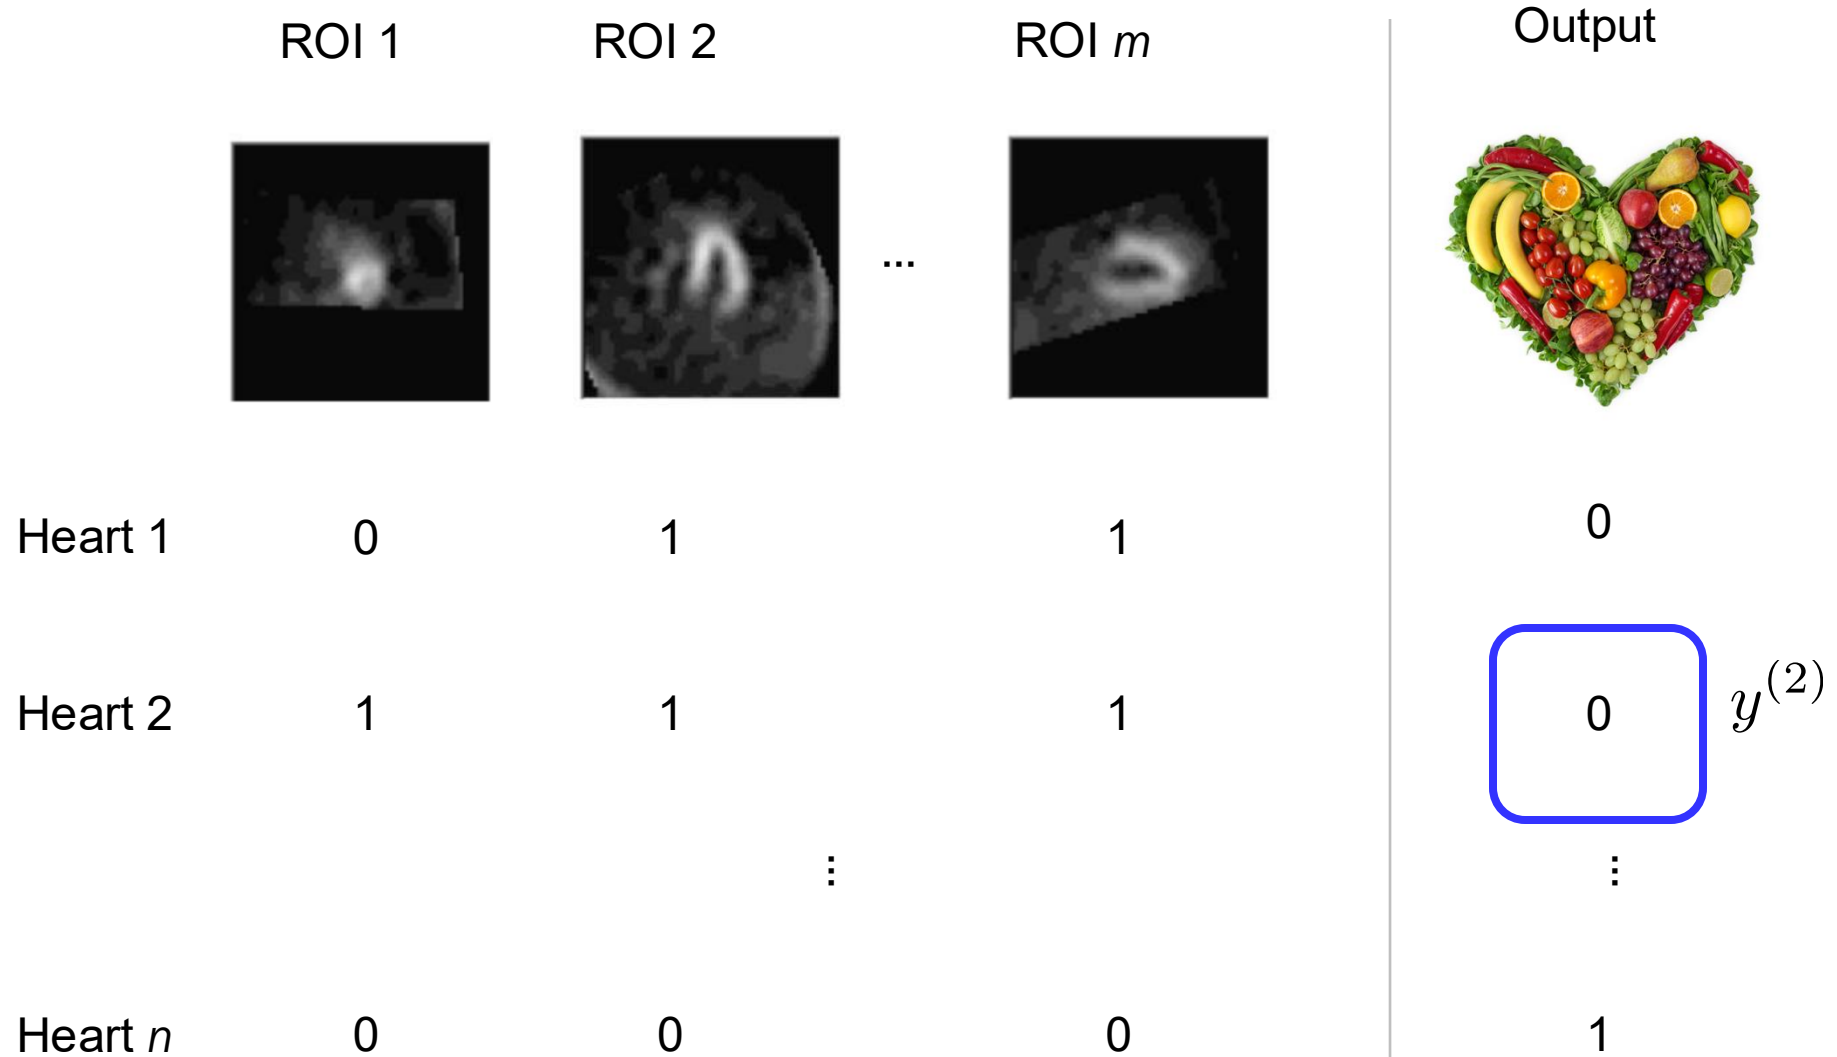 ROI 1 ROI 2 ROI m Output
...
Heart 1 0 1 1 0
Heart 2 1 1 1 0 y^{(2)}
⋮ ⋮
Heart n 0 0 0 1